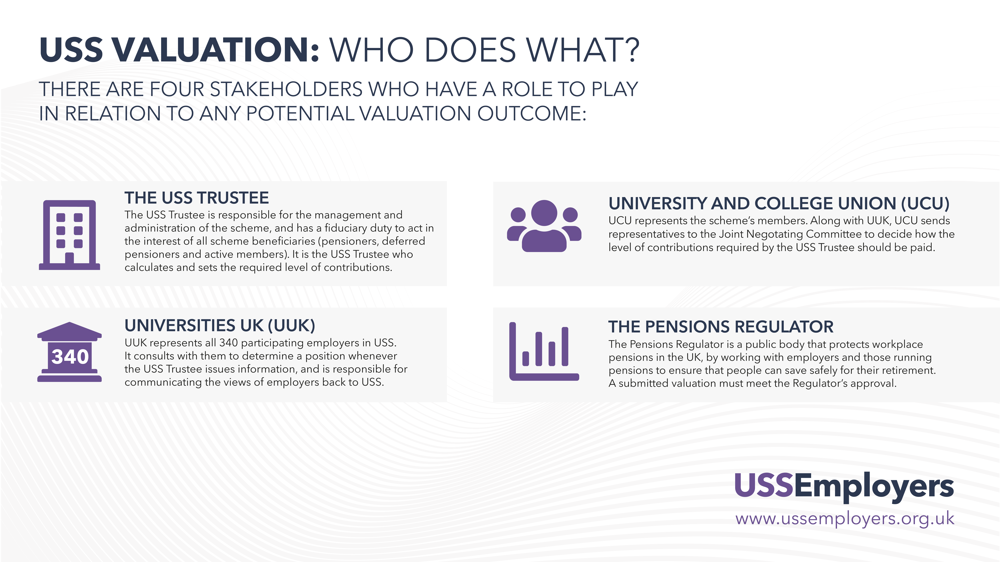 USS VALUATION: WHO DOES WHAT?
THERE ARE FOUR STAKEHOLDERS WHO HAVE A ROLE TO PLAY
IN RELATION TO ANY POTENTIAL VALUATION OUTCOME:
THE USS TRUSTEE
The USS Trustee is responsible for the management and
administration of the scheme, and has a fiduciary duty to act in
the interest of all scheme beneficiaries (pensioners, deferred
pensioners and active members). It is the USS Trustee who
calculates and sets the required level of contributions.
UNIVERSITY AND COLLEGE UNION (UCU)
UCU represents the scheme’s members. Along with UUK, UCU sends
representatives to the Joint Negotating Committee to decide how the
level of contributions required by the USS Trustee should be paid.
340
UNIVERSITIES UK (UUK)
UUK represents all 340 participating employers in USS.
It consults with them to determine a position whenever
the USS Trustee issues information, and is responsible for
communicating the views of employers back to USS.
THE PENSIONS REGULATOR
The Pensions Regulator is a public body that protects workplace
pensions in the UK, by working with employers and those running
pensions to ensure that people can save safely for their retirement.
A submitted valuation must meet the Regulator’s approval.
USSEmployers
www.ussemployers.org.uk